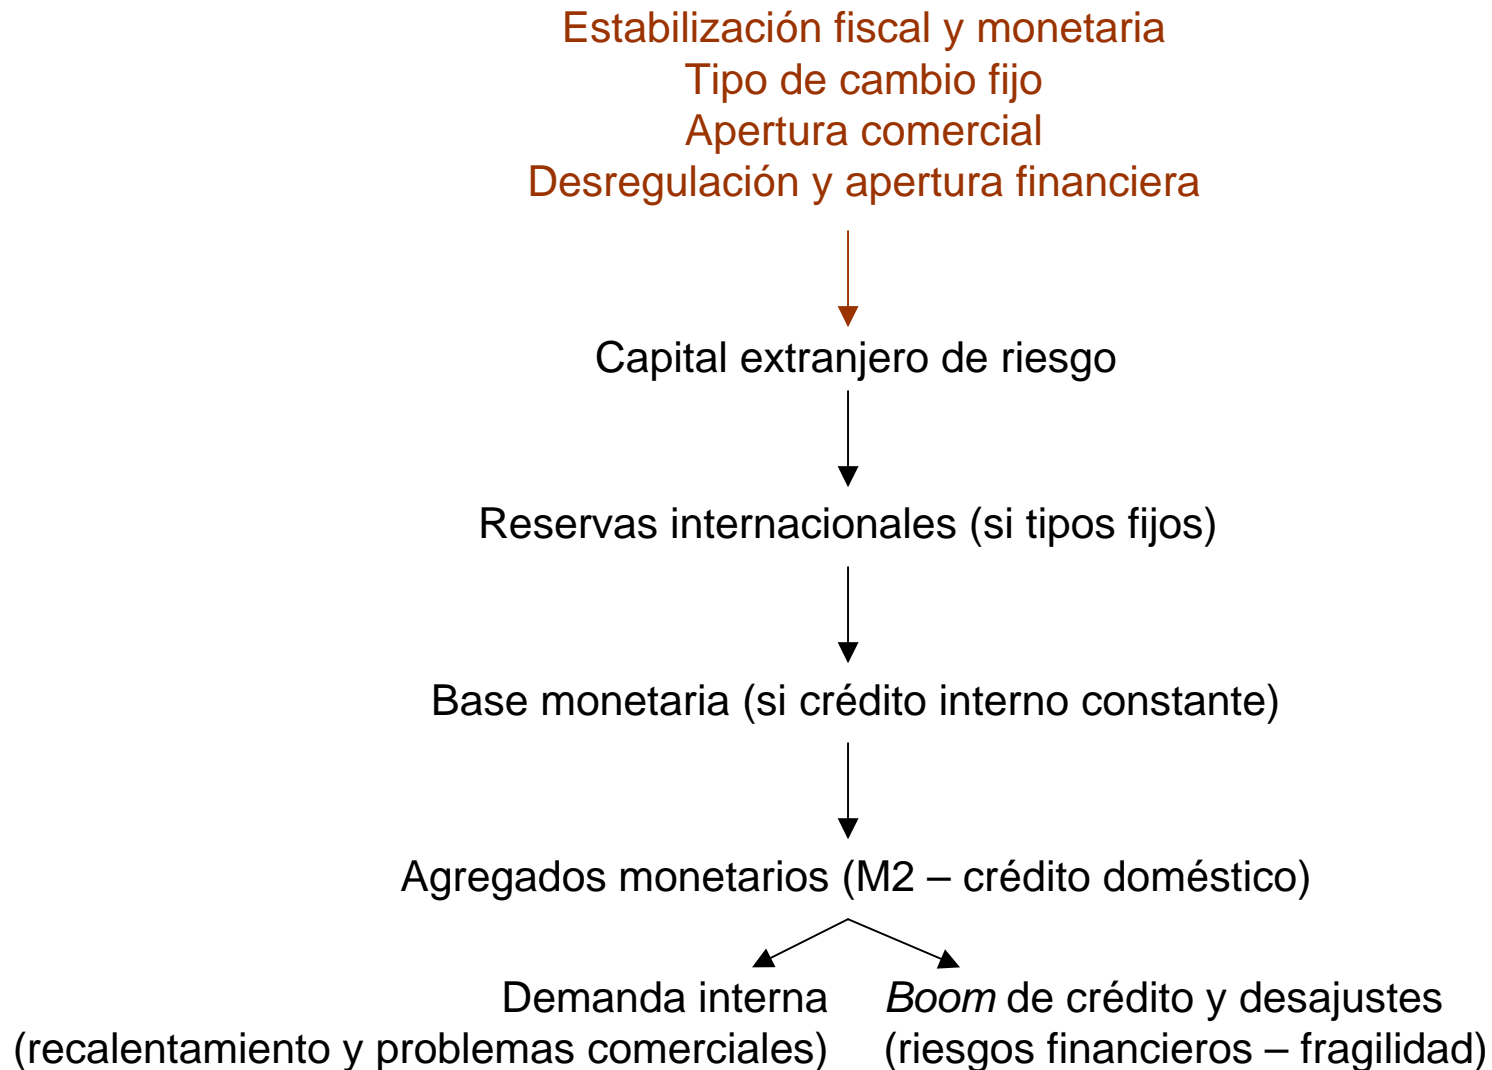 Estabilización fiscal y monetaria
Tipo de cambio fijo
Apertura comercial
Desregulación y apertura financiera
Capital extranjero de riesgo
Reservas internacionales (si tipos fijos)
Base monetaria (si crédito interno constante)
Agregados monetarios (M2 – crédito doméstico)
Demanda interna
(recalentamiento y problemas comerciales)
Boom de crédito y desajustes
(riesgos financieros – fragilidad)